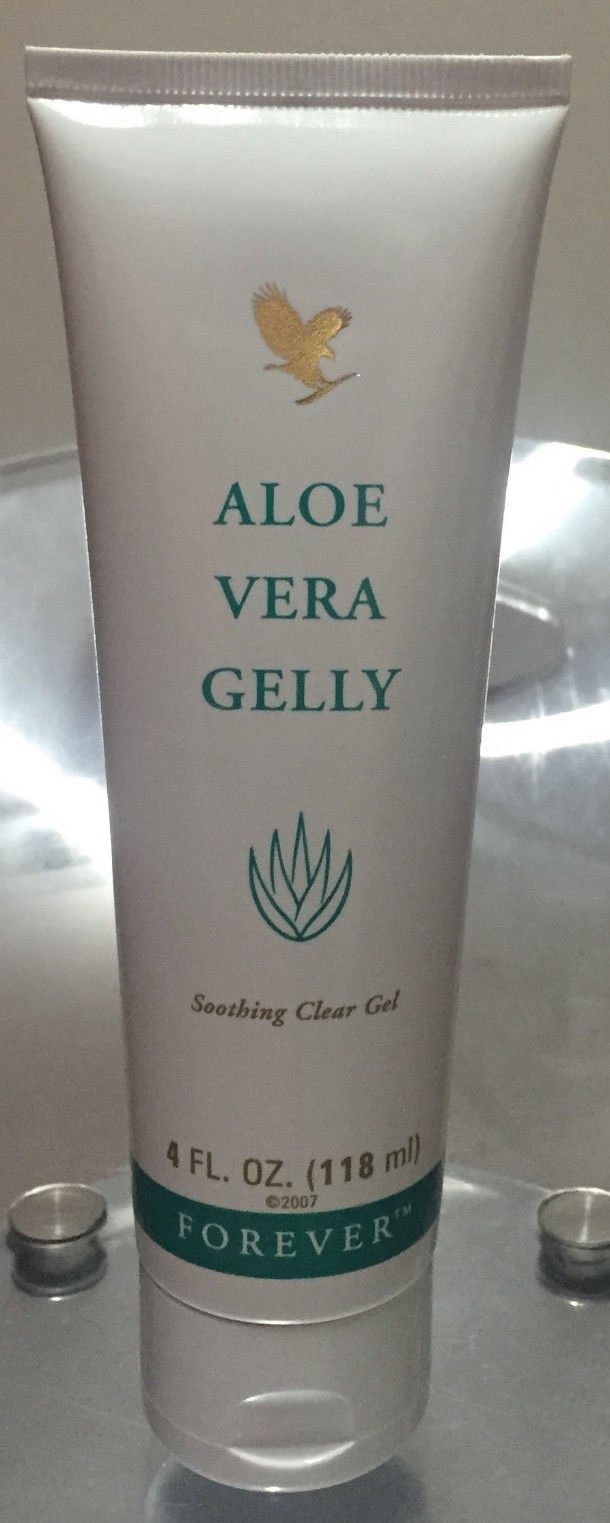 ALOE
VERA
GELLY
Soothing Clear Gel
4 FL. OZ. (118 ml)
©2007
FOREVER™